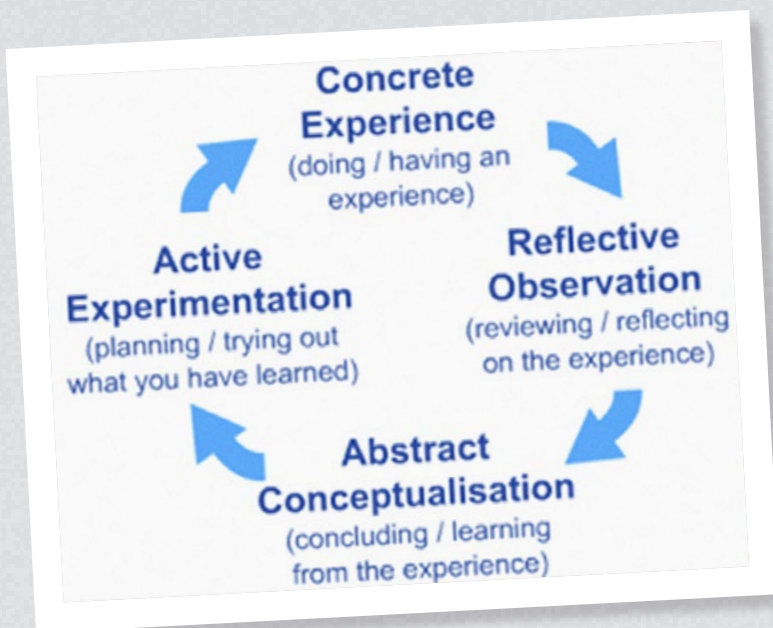 Concrete
Experience
(doing / having an
experience)
Reflective
Observation
(reviewing / reflecting
on the experience)
Abstract
Conceptualisation
(concluding / learning
from the experience)
Active
Experimentation
(planning / trying out
what you have learned)